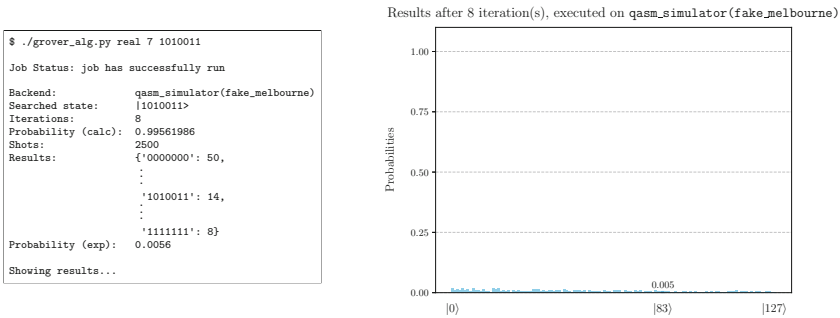 $ ./grover_alg.py real 7 1010011
Job Status: job has successfully run
Backend: qasm_simulator(fake_melbourne)
Searched state: |1010011>
Iterations: 8
Probability (calc): 0.99561986
Shots: 2500
Results: {'0000000': 50,
.
.
'1010011': 14,
.
.
'1111111': 8}
Probability (exp): 0.0056
Showing results...
Results after 8 iteration(s), executed on qasm_simulator(fake_melbourne)
Probabilities
1.00
0.75
0.50
0.25
0.00
0.005
|0⟩ |83⟩ |127⟩